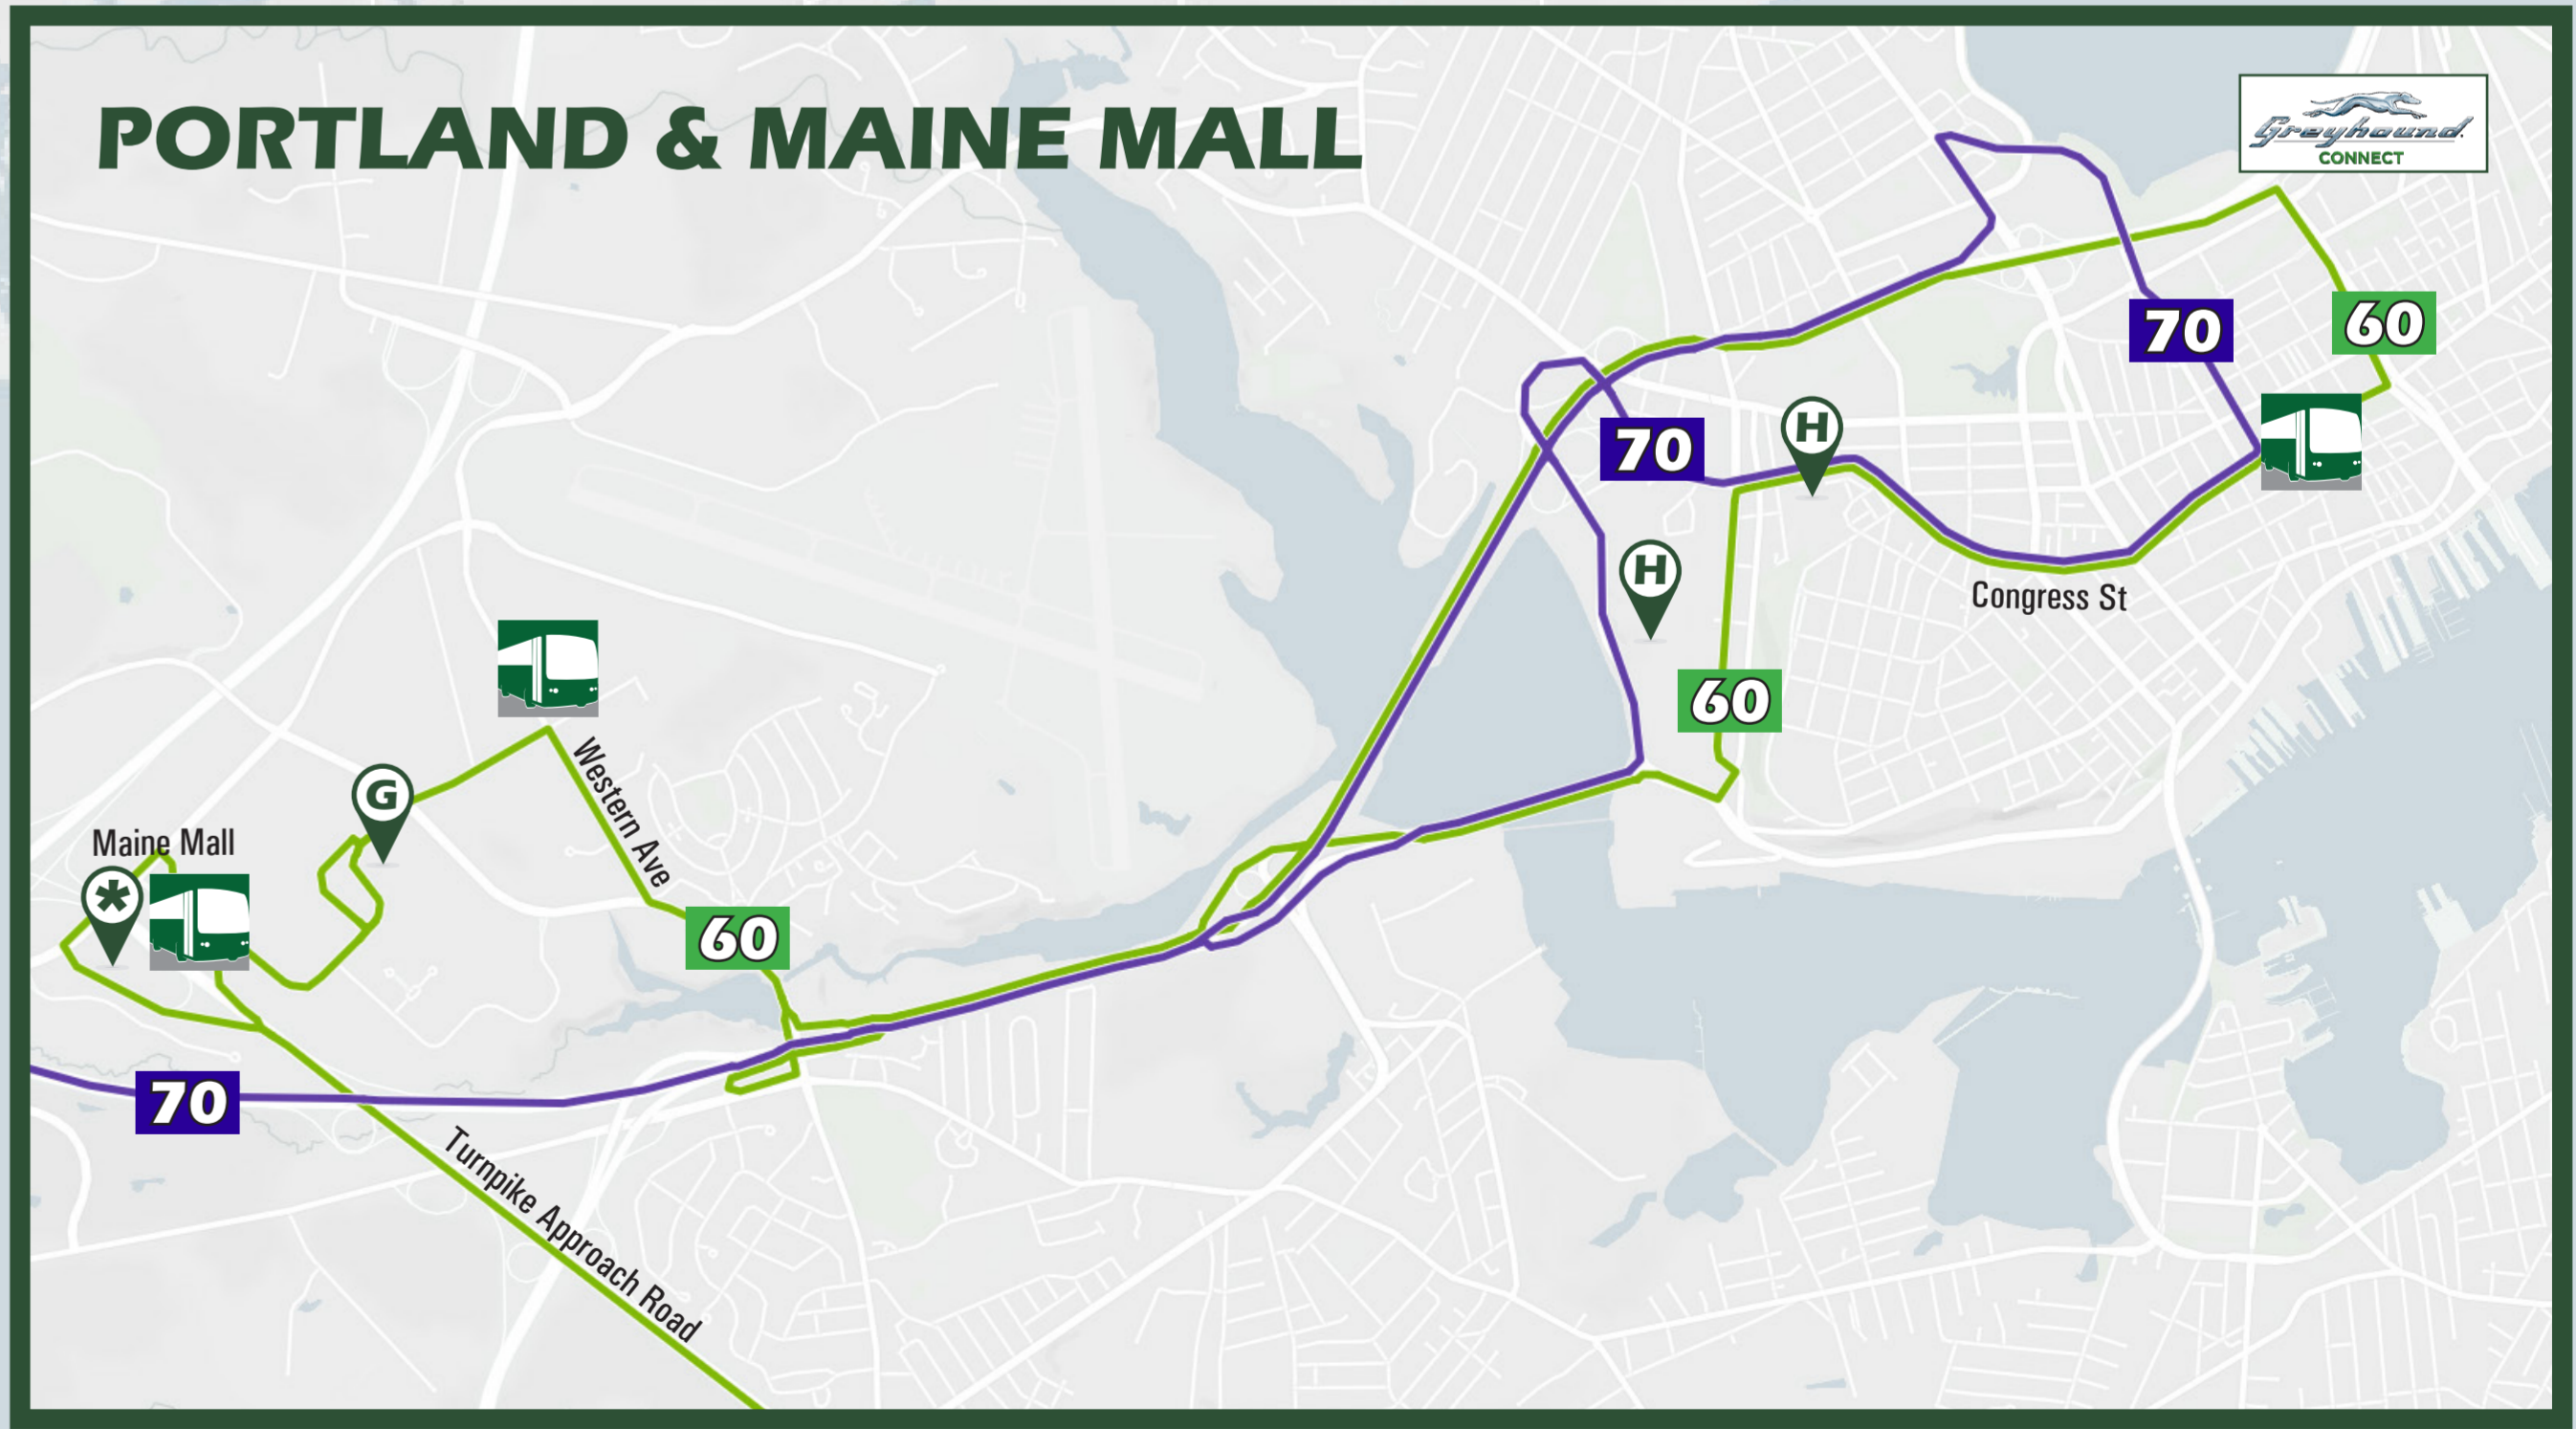 PORTLAND & MAINE MALL
Greyhound
CONNECT
70
60
70
H
H
Congress St
60
Western Ave
G
Maine Mall
*
60
70
Turnpike Approach Road